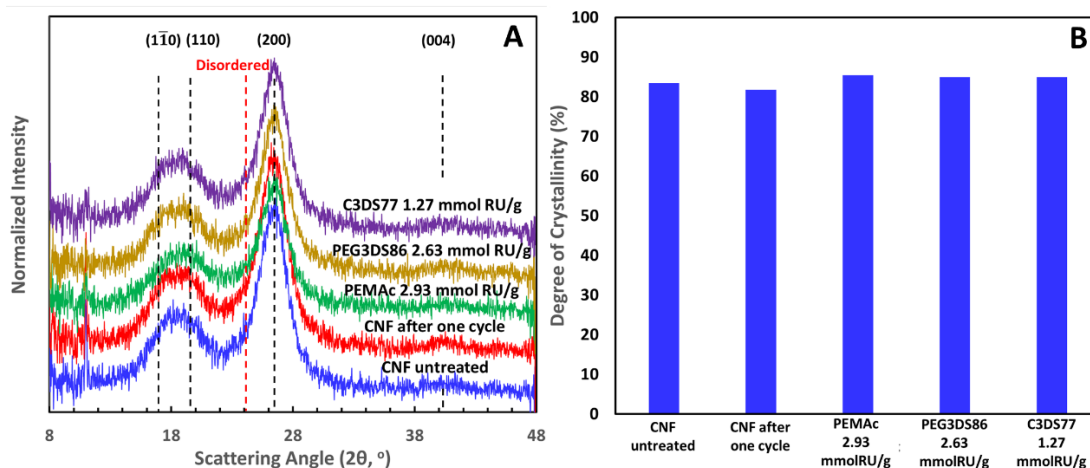 A
(11̅0) (110) (200) (004)
Disordered
C3DS77 1.27 mmol RU/g
PEG3DS86 2.63 mmol RU/g
PEMAc 2.93 mmol RU/g
CNF after one cycle
CNF untreated
Normalized Intensity
8 18 28 38 48
Scattering Angle (2θ, °)
B
Degree of Crystallinity (%)
100
90
80
70
60
50
40
30
20
10
0
CNF
untreated
CNF after
one cycle
PEMAc
2.93
mmolRU/g
PEG3DS86
2.63
mmolRU/g
C3DS77
1.27
mmolRU/g